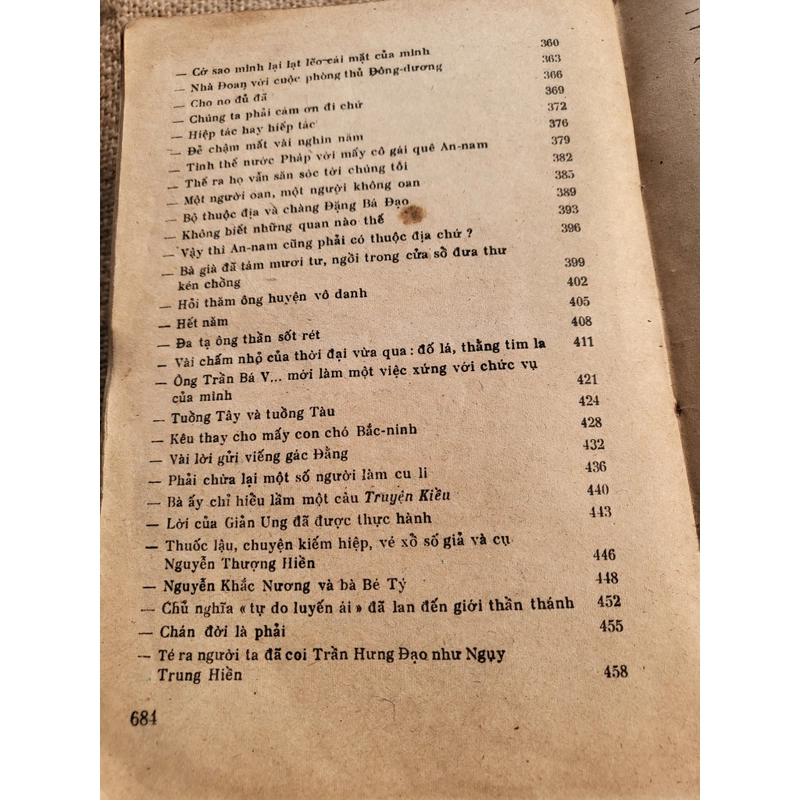 — Cớ sao mình lại lạt lẽo cái mặt của mình 360
— Nhà Đoan với cuộc phòng thủ Đông-dương 363
— Cho no đủ đã 366
— Chúng ta phải cám ơn đi chứ 369
— Hiệp tác hay hiếp tác 372
— Đẻ chậm mất vài nghìn năm 376
— Tình thế nước Pháp với mấy cô gái quê An-nam 379
— Thế ra họ vẫn săn sóc tới chúng tôi 382
— Một người oan, một người không oan 385
— Bộ thuộc địa và chàng Đặng Bá Đạo 389
— Không biết những quan nào thế 393
— Vậy thì An-nam cũng phải có thuộc địa chứ ? 396
— Bà già đã tám mươi tư, ngồi trong cửa sổ đưa thư
kén chồng 399
— Hỏi thăm ông huyện vô danh 402
— Hết năm 405
— Đa tạ ông thần sốt rét 408
— Vài chấm nhỏ của thời đại vừa qua : đố lá, thằng tim la 411
— Ông Trần Bá V... mới làm một việc xứng với chức vụ
của mình 421
— Tuồng Tây và tuồng Tàu 424
— Kêu thay cho mấy con chó Bắc-ninh 428
— Vài lời gửi viếng gác Đằng 432
— Phải chừa lại một số người làm cu li 436
— Bà ấy chỉ hiểu lầm một câu Truyện Kiều 440
— Lời của Giản Ung đã được thực hành 443
— Thuốc lậu, chuyện kiếm hiệp, vé xổ số giả và cụ
Nguyễn Thượng Hiền 446
— Nguyễn Khắc Nương và bà Bé Tý 448
— Chủ nghĩa « tự do luyến ái » đã lan đến giới thần thánh 452
— Chán đời là phải 455
— Té ra người ta đã coi Trần Hưng Đạo như Ngụy
Trung Hiền 458
684